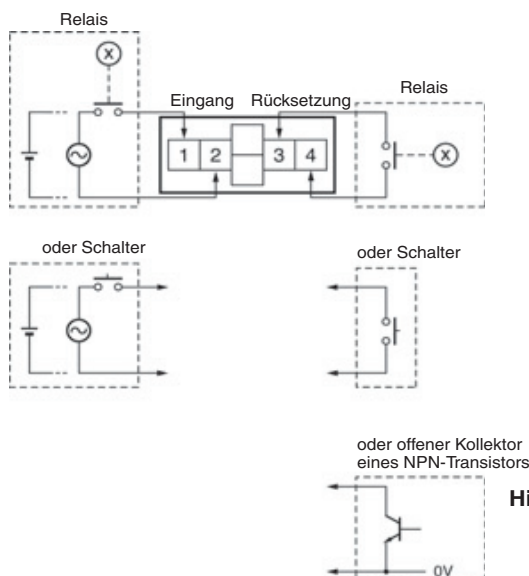 Relais
X
Eingang Rücksetzung
Relais
1 2 3 4
X
oder Schalter
oder Schalter
oder offener Kollektor
eines NPN-Transistors
Hi
0V